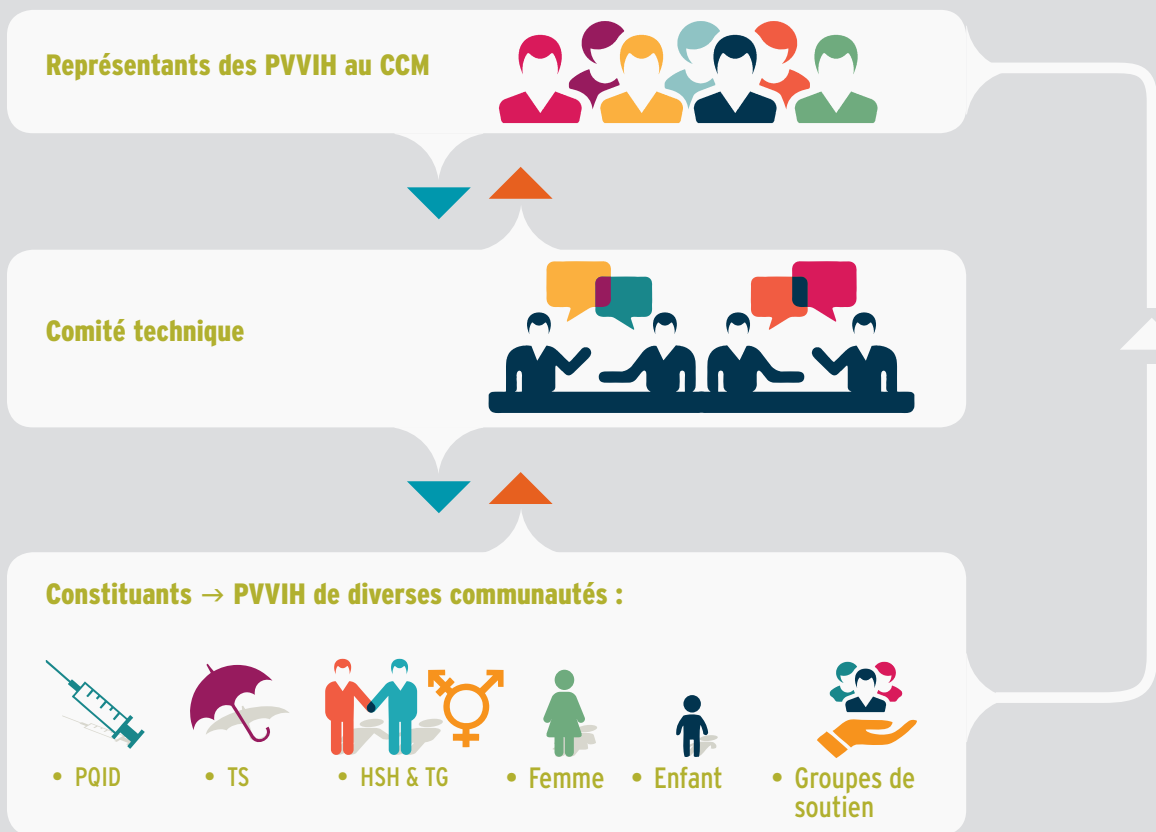 Représentants des PVVIH au CCM
Comité technique
Constituants → PVVIH de diverses communautés :
• PQID
• TS
• HSH & TG
• Femme
• Enfant
• Groupes de
soutien